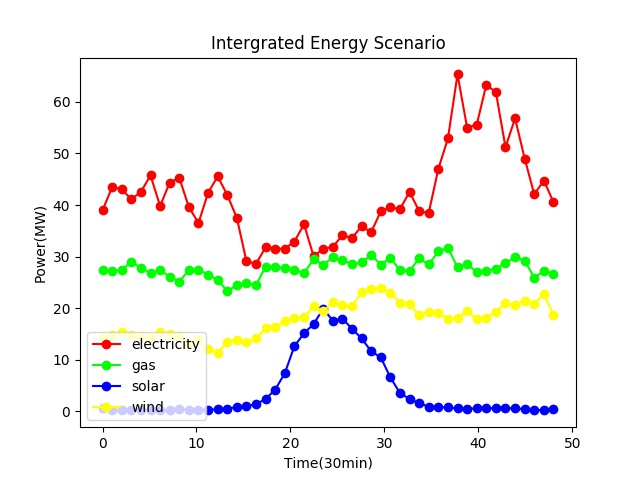 Intergrated Energy Scenario
Power(MW)
60
50
40
30
20
10
0
electricity
gas
solar
wind
0 10 20 30 40 50
Time(30min)